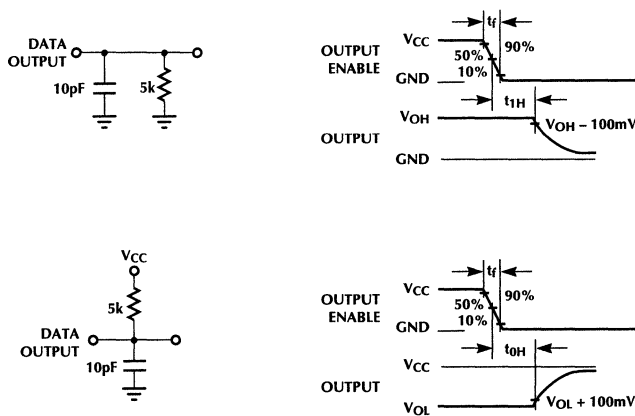 DATA
OUTPUT
10pF
5k
tf
OUTPUT
ENABLE
VCC
50%
90%
10%
GND
t1H
OUTPUT
VOH
VOH – 100mV
GND
VCC
5k
DATA
OUTPUT
10pF
tf
OUTPUT
ENABLE
VCC
50%
90%
10%
GND
t0H
OUTPUT
VCC
VOL
VOL + 100mV